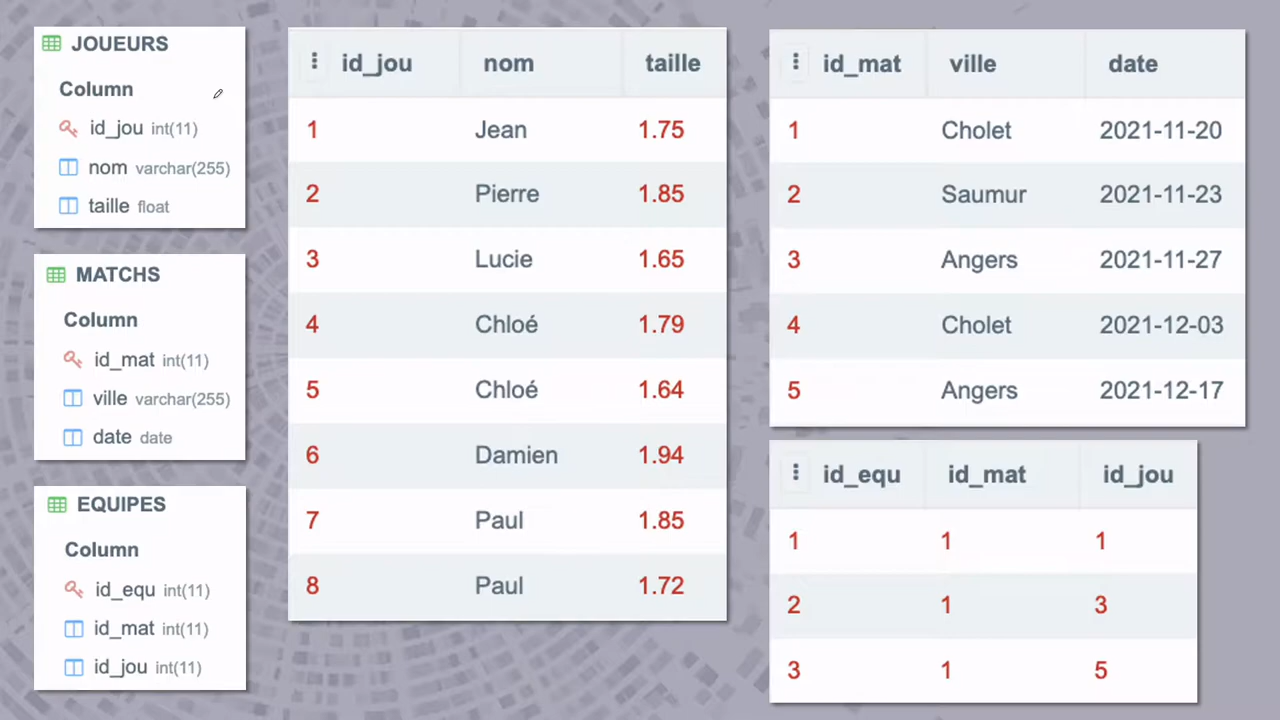 JOUEURS
Column
id_jou int(11)
nom varchar(255)
taille float
MATCHS
Column
id_mat int(11)
ville varchar(255)
date date
EQUIPES
Column
id_equ int(11)
id_mat int(11)
id_jou int(11)
id_jou nom taille
1 Jean 1.75
2 Pierre 1.85
3 Lucie 1.65
4 Chloé 1.79
5 Chloé 1.64
6 Damien 1.94
7 Paul 1.85
8 Paul 1.72
id_mat ville date
1 Cholet 2021-11-20
2 Saumur 2021-11-23
3 Angers 2021-11-27
4 Cholet 2021-12-03
5 Angers 2021-12-17
id_equ id_mat id_jou
1 1 1
2 1 3
3 1 5